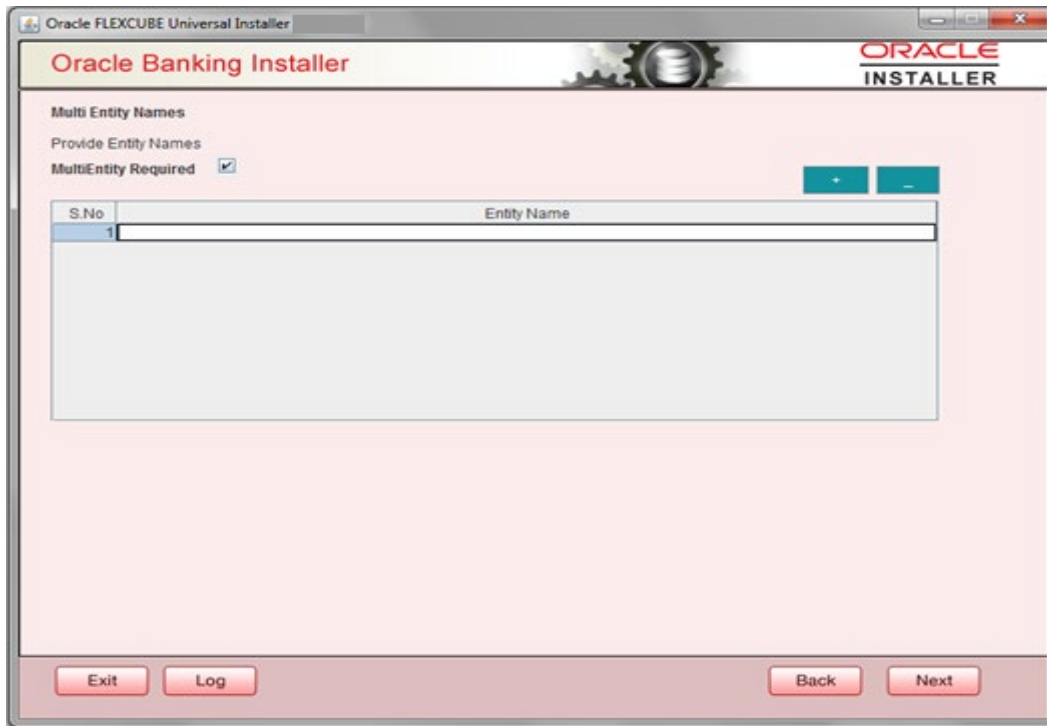 Oracle FLEXCUBE Universal Installer
Oracle Banking Installer
ORACLE
INSTALLER
Multi Entity Names
Provide Entity Names
MultiEntity Required
+ _
S.No Entity Name
1
Exit Log Back Next